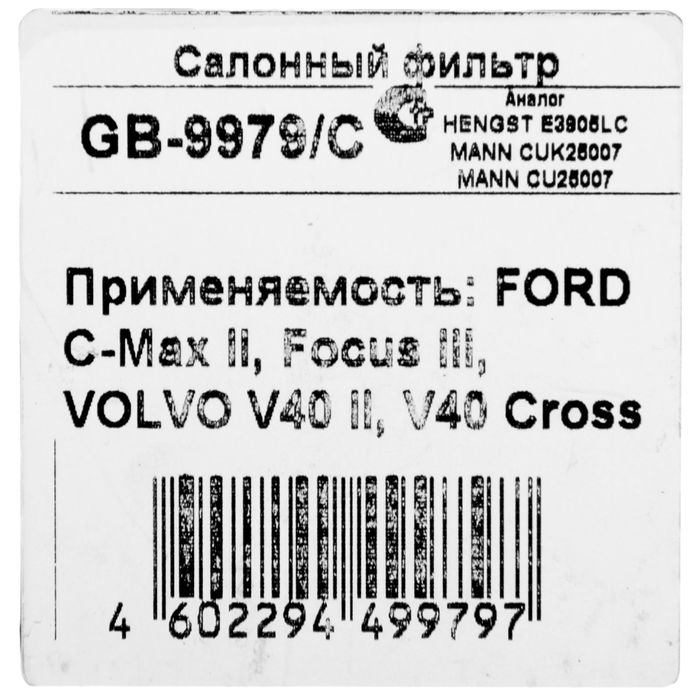 Салонный фильтр
GB-9979/C
Аналог
HENGST E3905LC
MANN CUK25007
MANN CU25007
Применяемость: FORD
C-Max II, Focus III,
VOLVO V40 II, V40 Cross
4 602294 499797